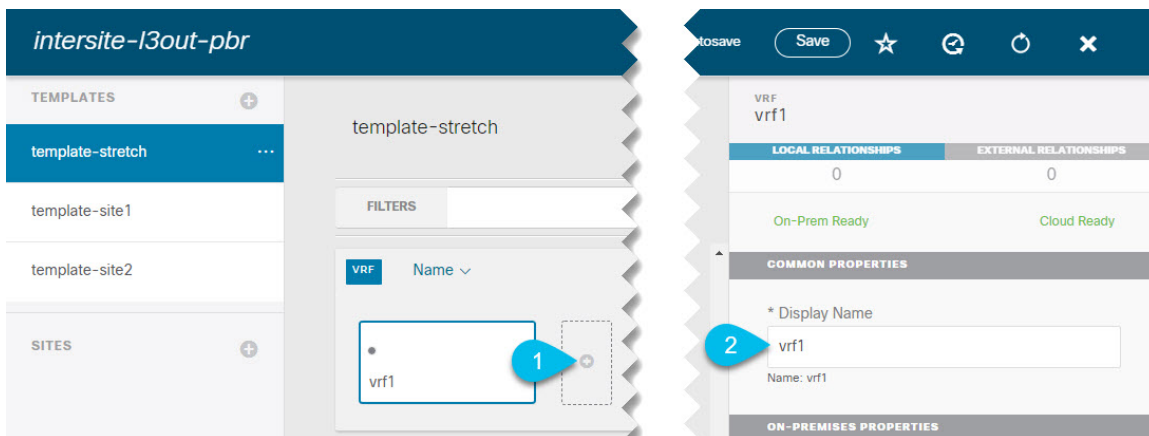 intersite-l3out-pbr
tosave
Save
TEMPLATES
template-stretch
template-site1
template-site2
SITES
template-stretch
FILTERS
VRF
Name
vrf1
1
VRF
vrf1
LOCAL RELATIONSHIPS
EXTERNAL RELATIONSHIPS
0
0
On-Prem Ready
Cloud Ready
COMMON PROPERTIES
* Display Name
2
vrf1
Name: vrf1
ON-PREMISES PROPERTIES